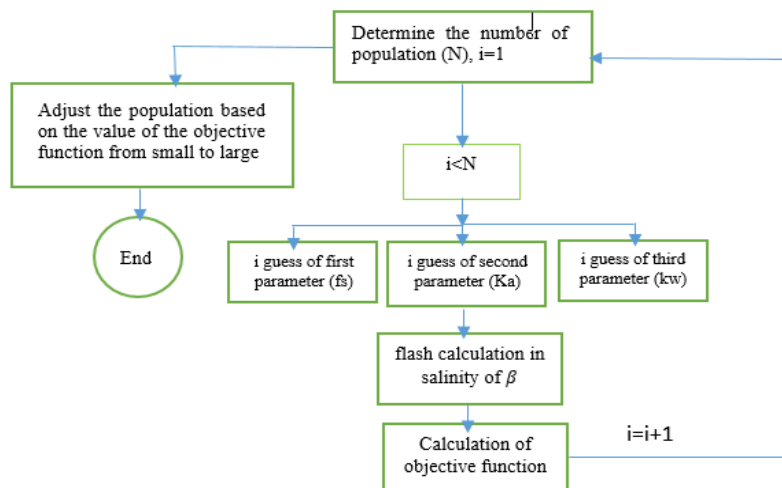 Determine the number of
population (N), i=1
Adjust the population based
on the value of the objective
function from small to large
i<N
End
i guess of first
parameter (fs)
i guess of second
parameter (Ka)
i guess of third
parameter (kw)
flash calculation in
salinity of β
Calculation of
objective function
i=i+1